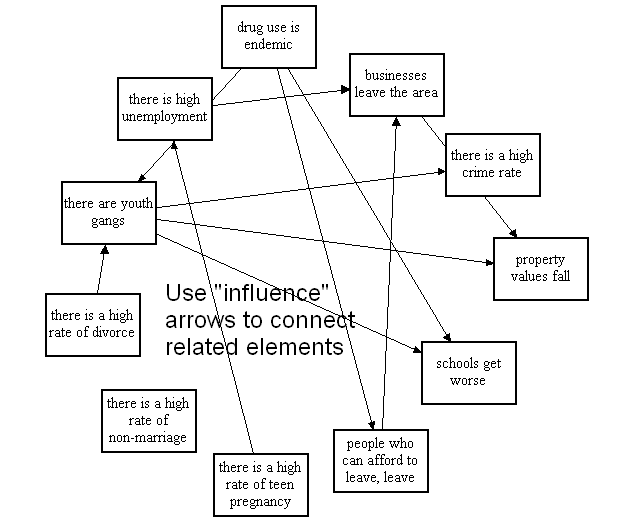 drug use is
endemic
businesses
leave the area
there is high
unemployment
there is a high
crime rate
there are youth
gangs
property
values fall
Use "influence"
arrows to connect
related elements
there is a high
rate of divorce
schools get
worse
there is a high
rate of
non-marriage
people who
can afford to
leave, leave
there is a high
rate of teen
pregnancy